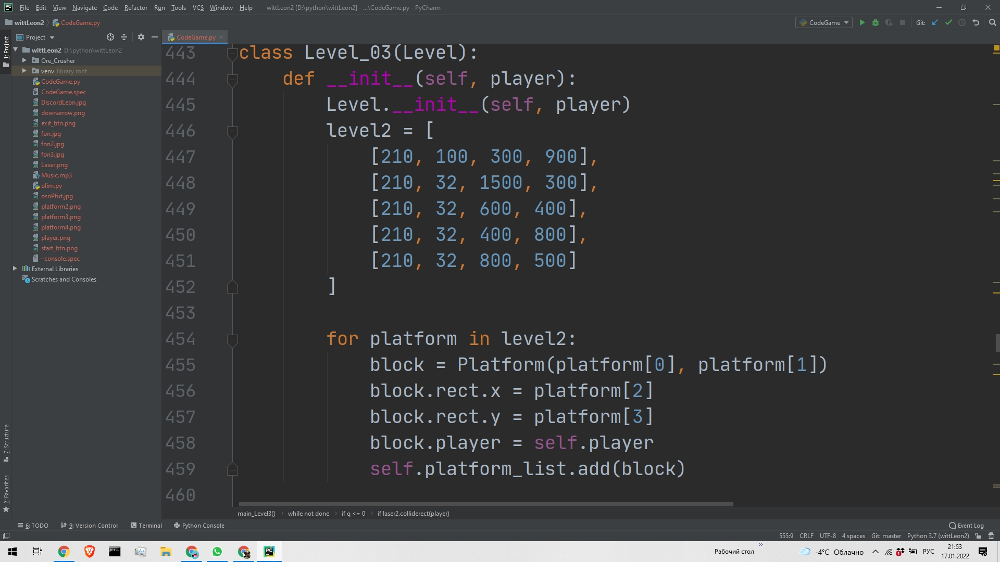 PC File Edit View Navigate Code Refactor Run Tools VCS Window Help wittLeon2 [D:\python\wittLeon2] - ...\CodeGame.py - PyCharm
wittLeon2 CodeGame.py CodeGame Git:
1: Project
Project
CodeGame.py
wittLeon2 D:\python\wittLeon2
Ore_Crusher
venv library root
CodeGame.py
CodeGame.spec
DiscordLeon.jpg
downarrow.png
exit_btn.png
fon.jpg
fon2.jpg
fon3.jpg
Laser.png
Music.mp3
olim.py
osnPfut.jpg
platform2.png
platform3.png
platform4.png
player.png
start_btn.png
–console.spec
External Libraries
Scratches and Consoles
7: Structure
2: Favorites
443 class Level_03(Level):
444 def __init__(self, player):
445 Level.__init__(self, player)
446 level2 = [
447 [210, 100, 300, 900],
448 [210, 32, 1500, 300],
449 [210, 32, 600, 400],
450 [210, 32, 400, 800],
451 [210, 32, 800, 500]
452 ]
453
454 for platform in level2:
455 block = Platform(platform[0], platform[1])
456 block.rect.x = platform[2]
457 block.rect.y = platform[3]
458 block.player = self.player
459 self.platform_list.add(block)
460
main_Level3() while not done if q <= 0 if laser2.colliderect(player)
6: TODO 9: Version Control Terminal Python Console Event Log
555:9 CRLF UTF-8 4 spaces Git: master Python 3.7 (wittLeon2)
Рабочий стол » -4°C Облачно РУС 21:53
17.01.2022